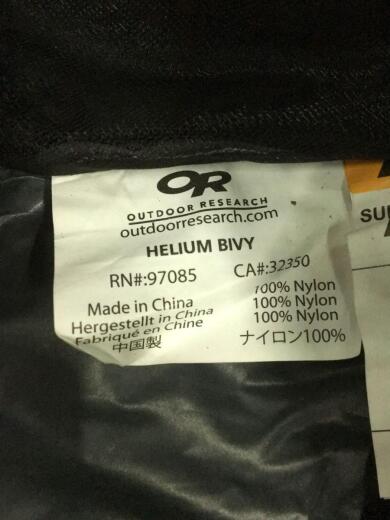 OR
OUTDOOR RESEARCH
outdoorresearch.com
HELIUM BIVY
RN#:97085 CA#:32350
Made in China 100% Nylon
Hergestellt in China 100% Nylon
Fabriqué en Chine 100% Nylon
中国製 ナイロン100%
SU